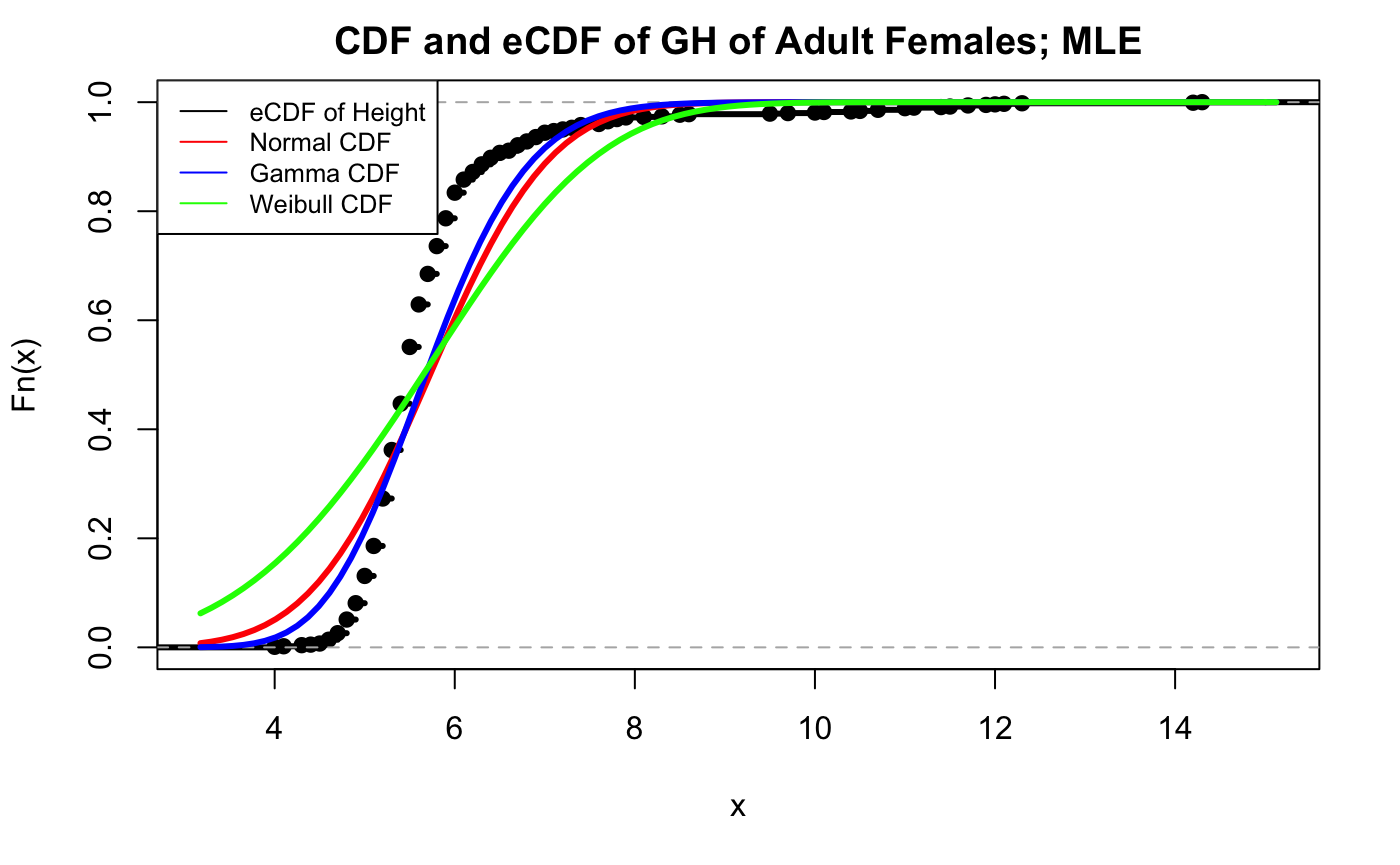 CDF and eCDF of GH of Adult Females; MLE
eCDF of Height
Normal CDF
Gamma CDF
Weibull CDF
Fn(x)
1.0
0.8
0.6
0.4
0.2
0.0
4 6 8 10 12 14
x